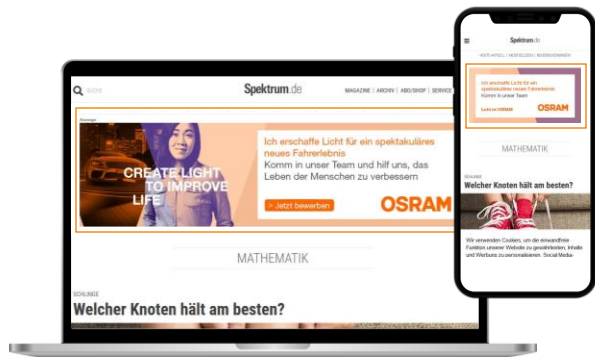 SUCHE
Spektrum.de
MAGAZINE | ARCHIV | ABO/SHOP | SERVICE
Anzeige
CREATE LIGHT
TO IMPROVE
LIFE
Ich erschaffe Licht für ein spektakuläres
neues Fahrerlebnis
Komm in unser Team und hilf uns, das
Leben der Menschen zu verbessern
> Jetzt bewerben
OSRAM
MATHEMATIK
SCHLINGE
Welcher Knoten hält am besten?
Spektrum.de
Ich erschaffe Licht für ein
spektakuläres neues Fahrerlebnis
Komm in unser Team
Licht ist OSRAM
OSRAM
MATHEMATIK
SCHLINGE
Welcher Knoten hält am besten?
Wir verwenden Cookies, um die einwandfreie
Funktion unserer Website zu gewährleisten, Inhalte
und Werbung zu personalisieren, Social Media-